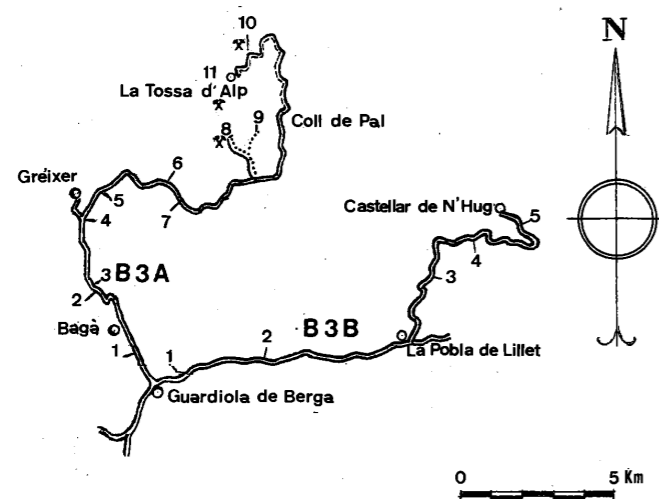 10
N
11
La Tossa d'Alp
8
9
Coll de Pal
6
Gréixer
5
7
4
Castellar de N'Hug
5
4
3
3
B3A
2
Bagà
B3B
2
1
1
La Pobla de Lillet
Guardiola de Berga
0
5 Km